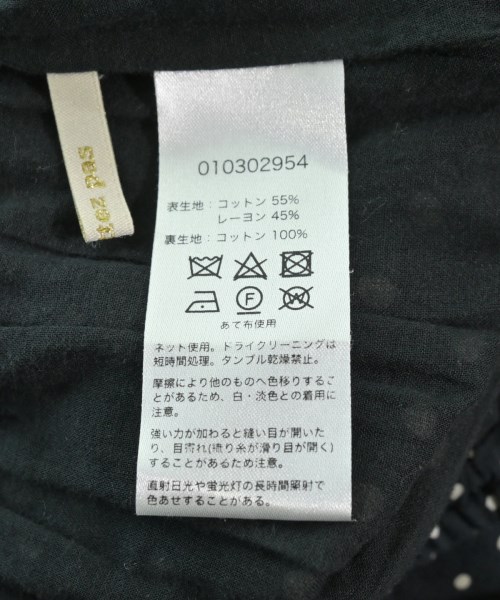 010302954
表生地：コットン 55%
レーヨン 45%
裏生地：コットン 100%
F
W
あて布使用
ネット使用。ドライクリーニングは
短時間処理。タンブル乾燥禁止。
摩擦により他のものへ色移りするこ
とがあるため、白・淡色との着用に
注意。
強い力が加わると縫い目が開いた
り、目寄れ(織り糸が滑り目が開く)
することがあるため注意。
直射日光や蛍光灯の長時間照射で
色あせすることがある。